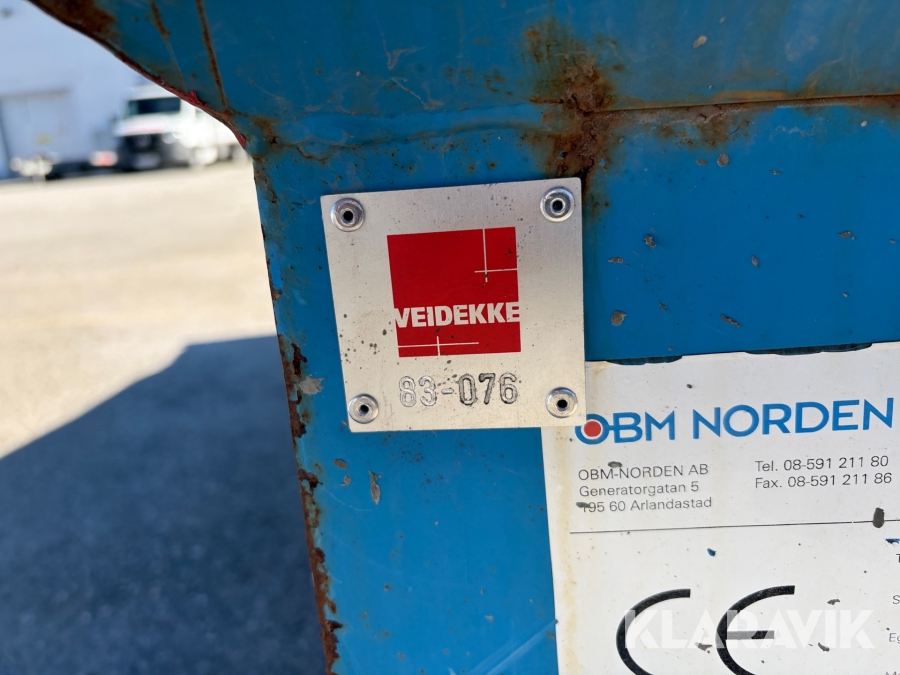 VEIDEKKE
83-076
OBM NORDEN
OBM-NORDEN AB
Generatorgatan 5
195 60 Arlandastad
Tel. 08-591 211 80
Fax. 08-591 211 86
CE
KLARAVIK